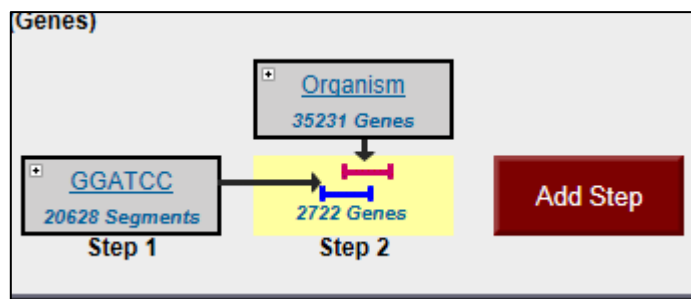 (Genes)
Organism
35231 Genes
GGATCC
20628 Segments
2722 Genes
Add Step
Step 1
Step 2